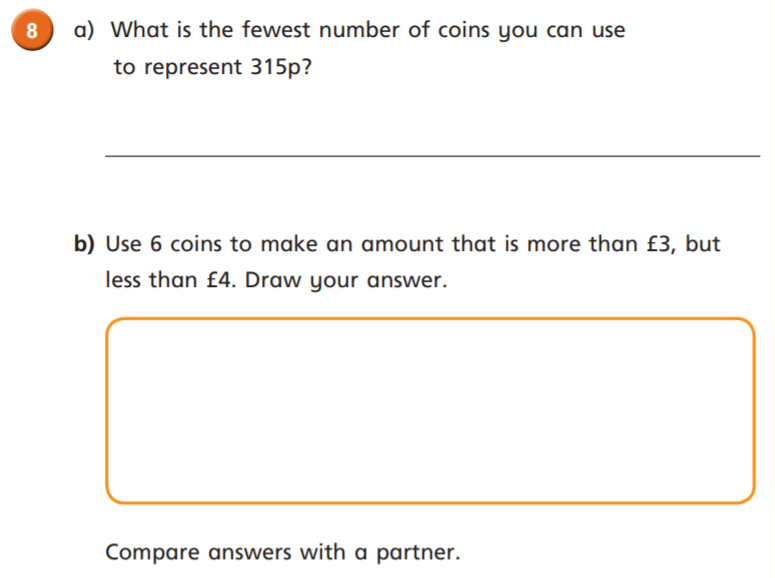 8 a) What is the fewest number of coins you can use
to represent 315p?
b) Use 6 coins to make an amount that is more than £3, but
less than £4. Draw your answer.
Compare answers with a partner.